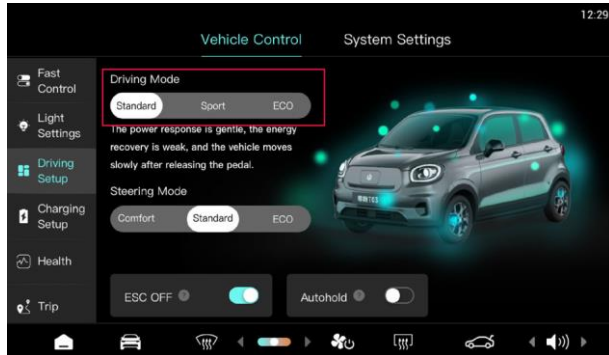 12:29
Vehicle Control System Settings
Fast
Control
Light
Settings
Driving
Setup
Charging
Setup
Health
Trip
Driving Mode
Standard Sport ECO
The power response is gentle, the energy
recovery is weak, and the vehicle moves
slowly after releasing the pedal.
Steering Mode
Comfort Standard ECO
ESC OFF
Autohold